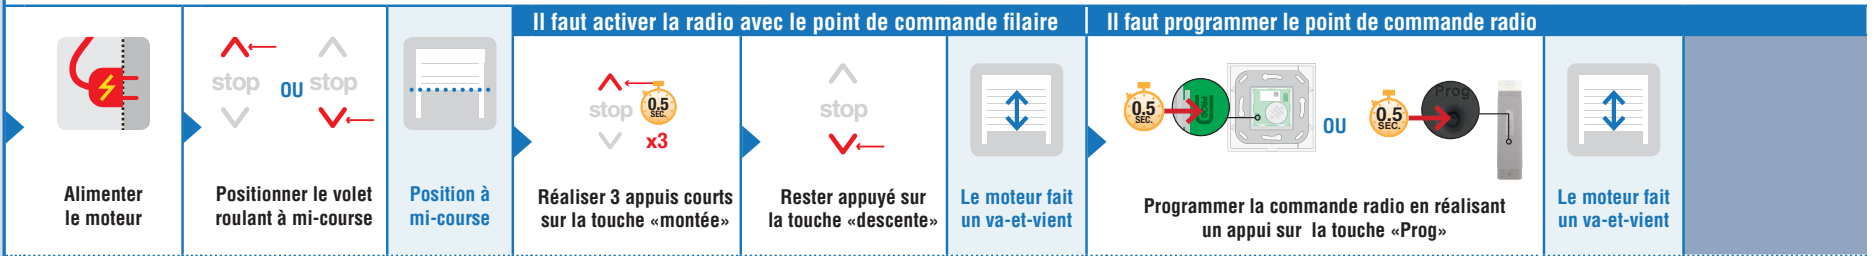 Il faut activer la radio avec le point de commande filaire
Il faut programmer le point de commande radio
stop
OU
stop
stop
0.5
SEC.
x3
stop
0.5
SEC.
PROG
OU
0.5
SEC.
Prog
Alimenter
le moteur
Positionner le volet
roulant à mi-course
Position à
mi-course
Réaliser 3 appuis courts
sur la touche «montée»
Rester appuyé sur
la touche «descente»
Le moteur fait
un va-et-vient
Programmer la commande radio en réalisant
un appui sur la touche «Prog»
Le moteur fait
un va-et-vient